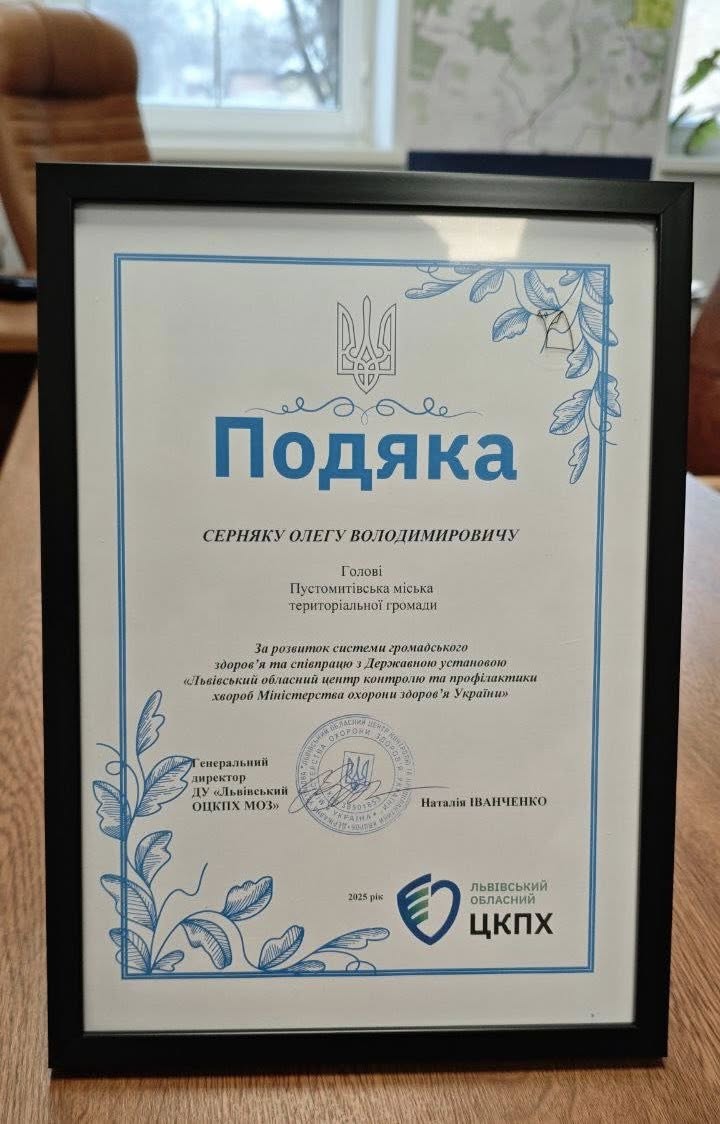 Подяка
СЕРНЯКУ ОЛЕГУ ВОЛОДИМИРОВИЧУ
Голові
Пустомитівська міська
територіальної громади
За розвиток системи громадського
здоров'я та співпрацю з Державною установою
«Львівський обласний центр контролю та профілактики
хвороб Міністерства охорони здоров'я України»
Генеральний
директор
ДУ «Львівський
ОЦКПХ МОЗ»
Наталія ІВАНЧЕНКО
2025 рік
ЛЬВІВСЬКИЙ
ОБЛАСНИЙ
ЦКПХ